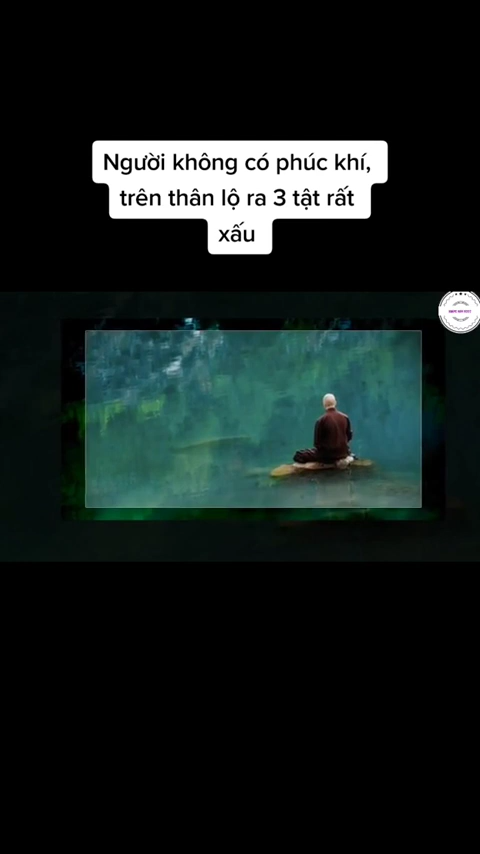 Người không có phúc khí,
trên thân lộ ra 3 tật rất
xấu